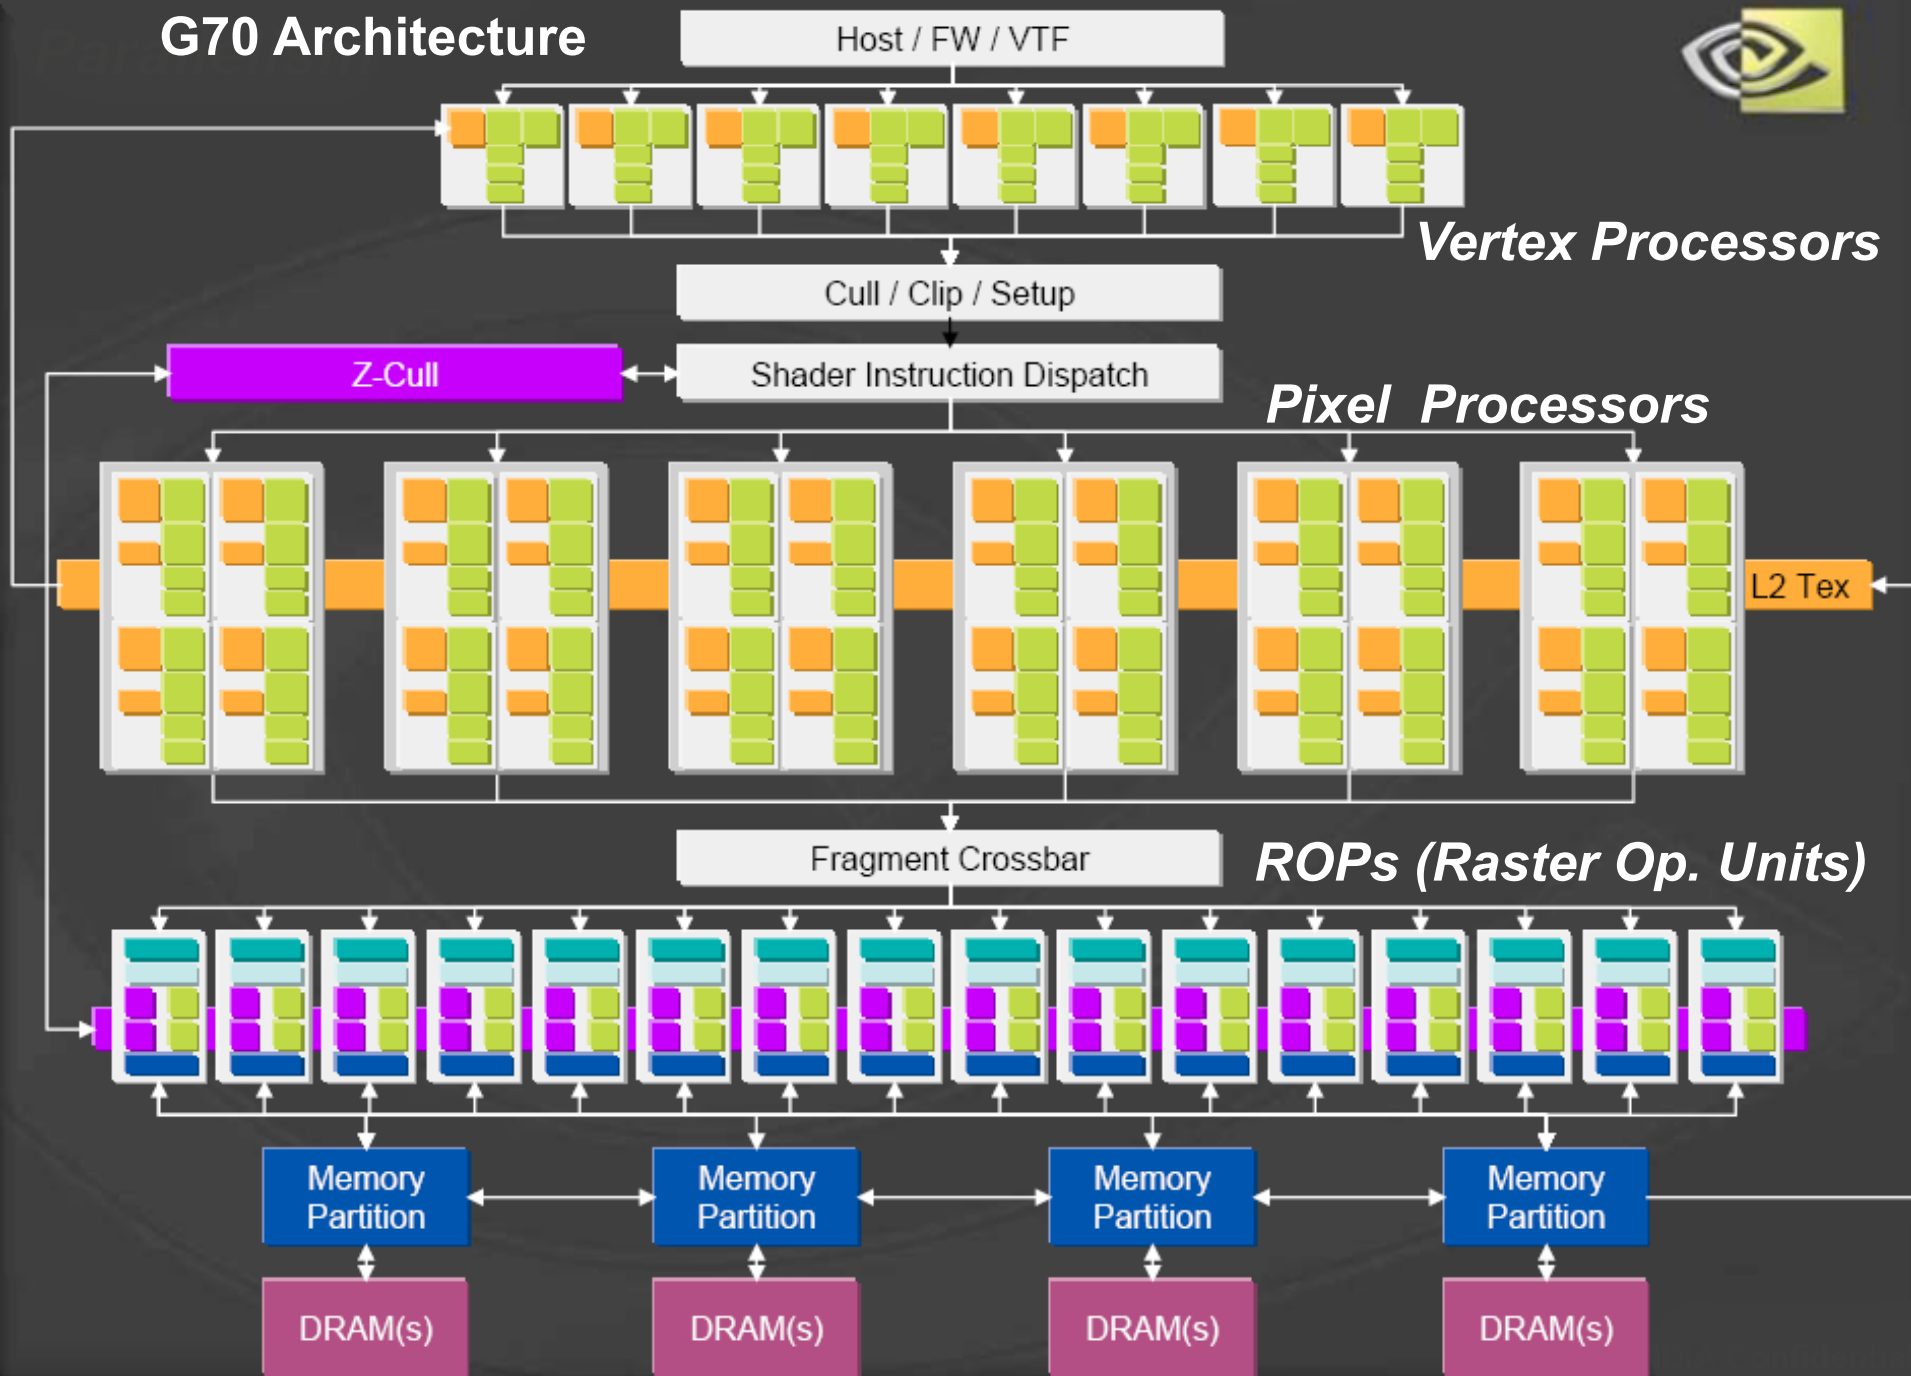 G70 Architecture
Host / FW / VTF
Vertex Processors
Cull / Clip / Setup
Z-Cull
Shader Instruction Dispatch
Pixel Processors
L2 Tex
Fragment Crossbar
ROPs (Raster Op. Units)
Memory
Partition
Memory
Partition
Memory
Partition
Memory
Partition
DRAM(s)
DRAM(s)
DRAM(s)
DRAM(s)